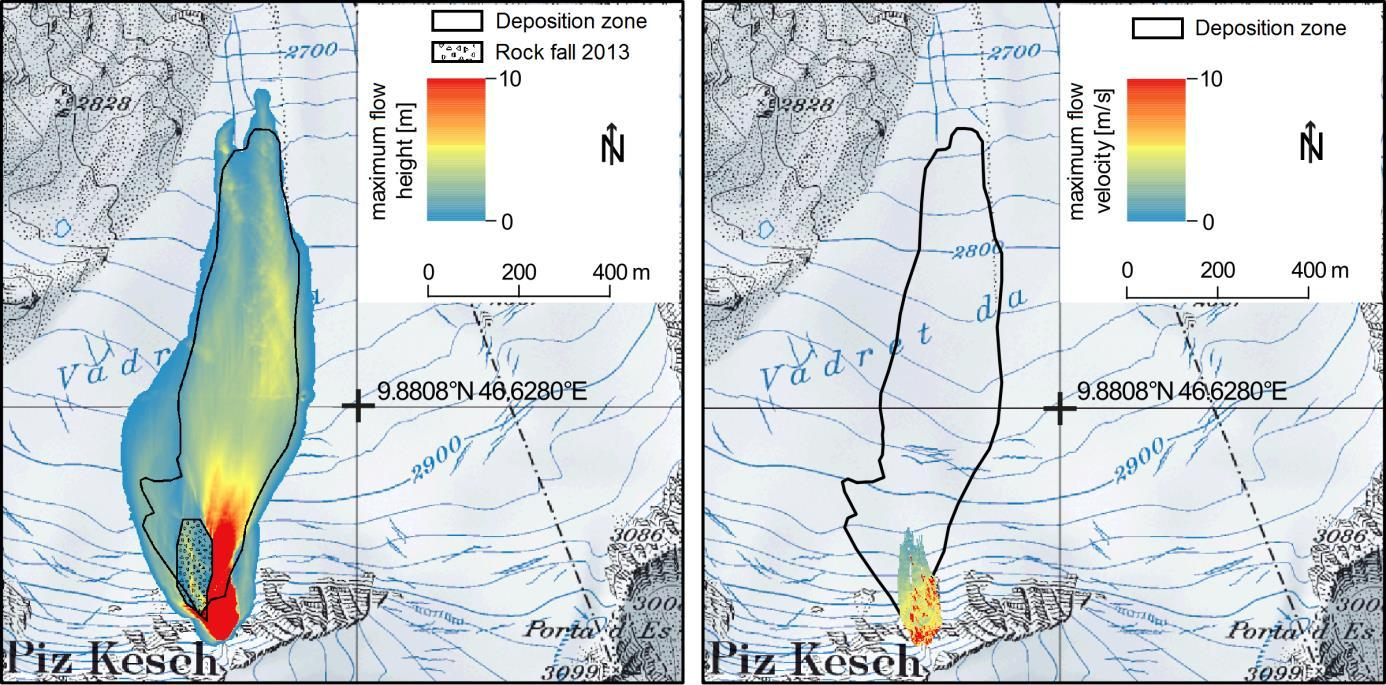 Deposition zone
Rock fall 2013
maximum flow
height [m]
10
0
0 200 400 m
N
2700
2828
Vadr
a
9.8808°N 46.6280°E
2900
3086
300
Porta d Es
3099
Piz Kesch
Deposition zone
maximum flow
velocity [m/s]
10
0
0 200 400 m
N
2700
2828
2800
Vadret da
9.8808°N 46.6280°E
2900
3086
300
Porta d Es
3099
Piz Kesch